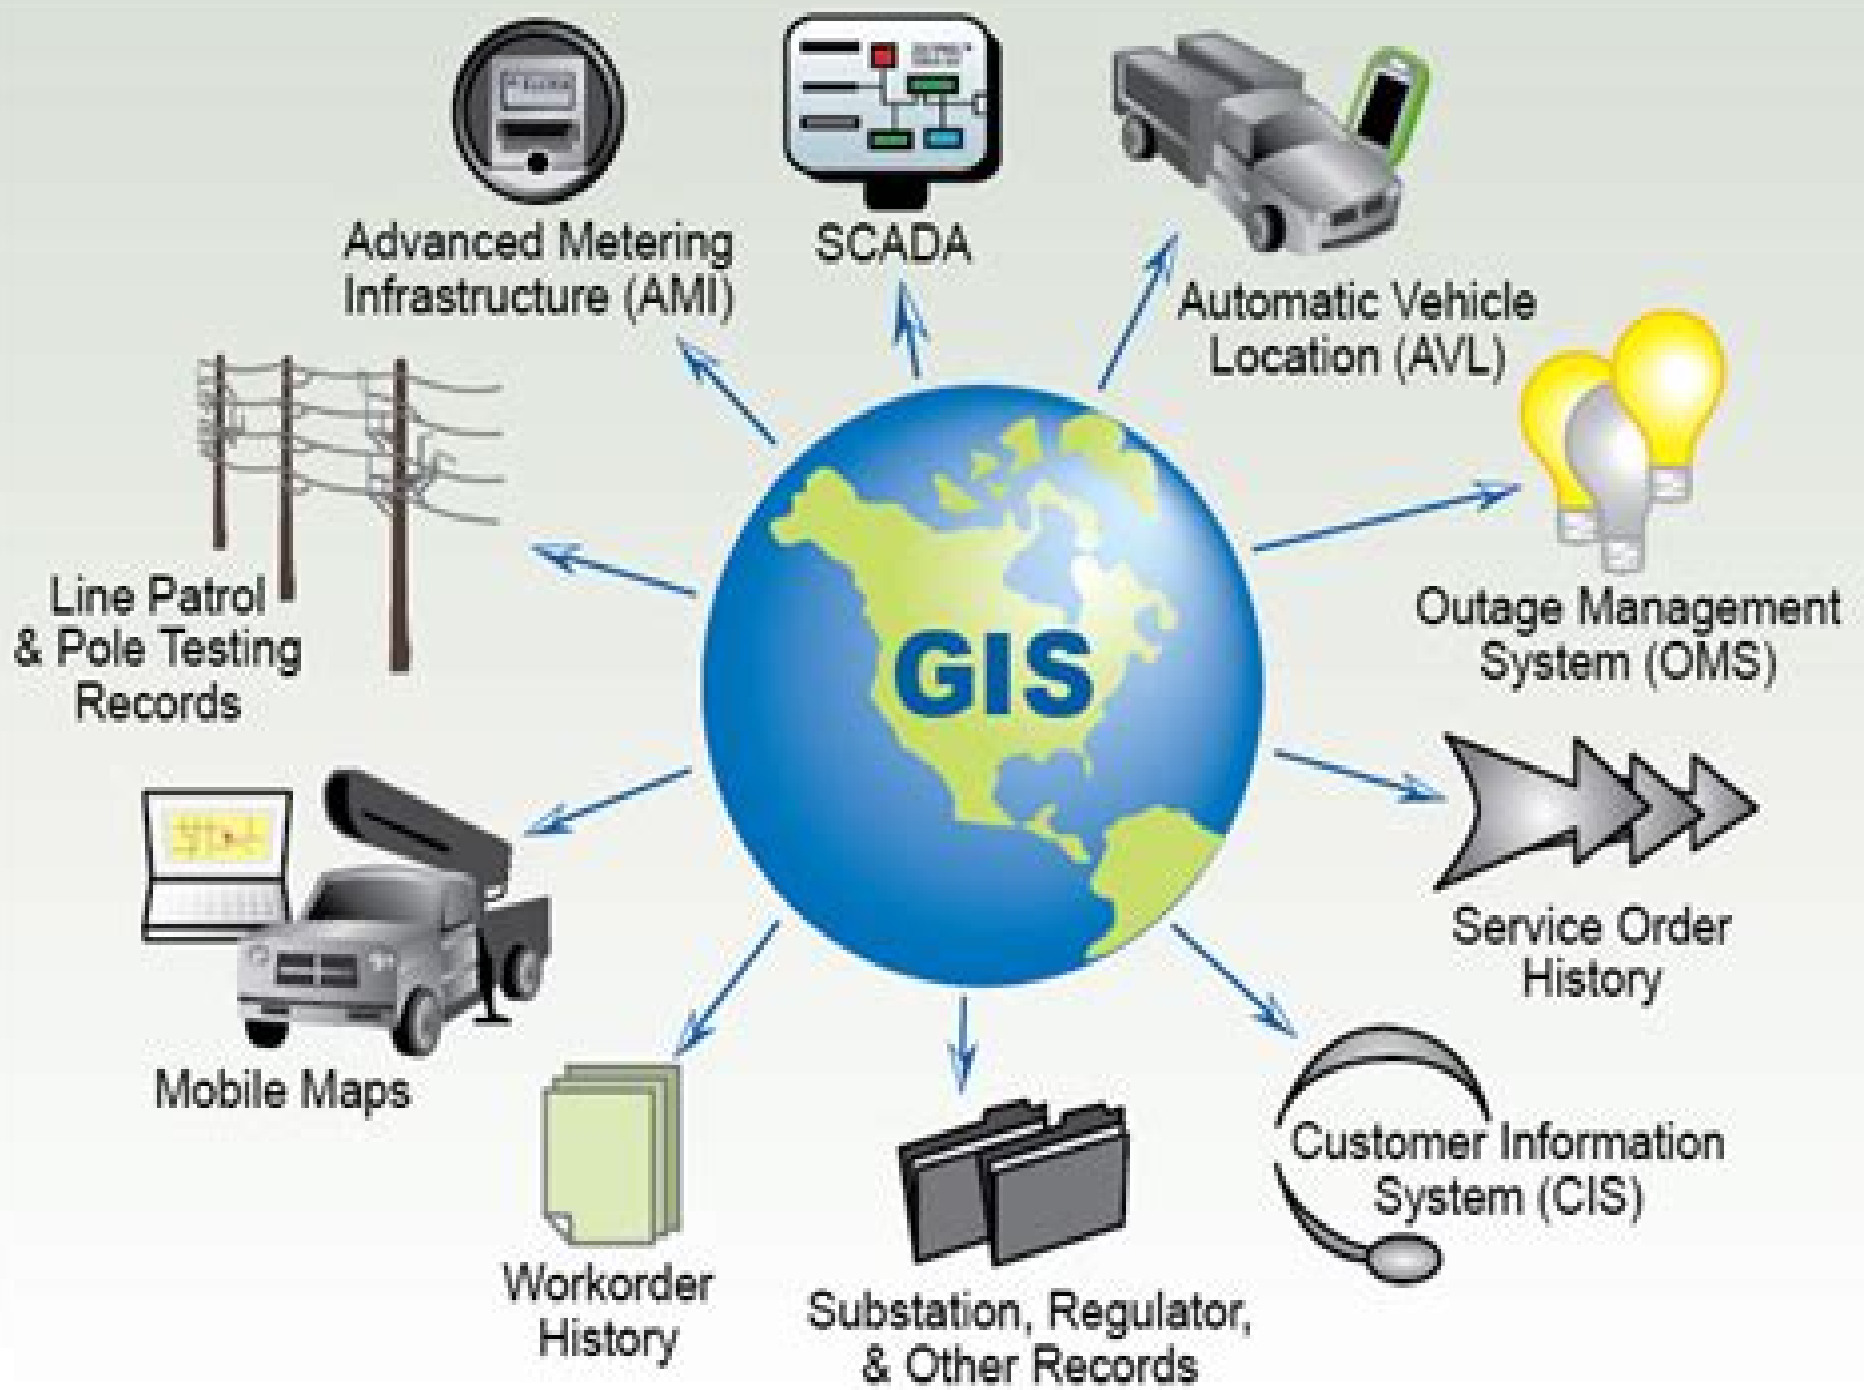 Advanced Metering
Infrastructure (AMI)
SCADA
Automatic Vehicle
Location (AVL)
Line Patrol
& Pole Testing
Records
GIS
Outage Management
System (OMS)
Service Order
History
Mobile Maps
Customer Information
System (CIS)
Workorder
History
Substation, Regulator,
& Other Records